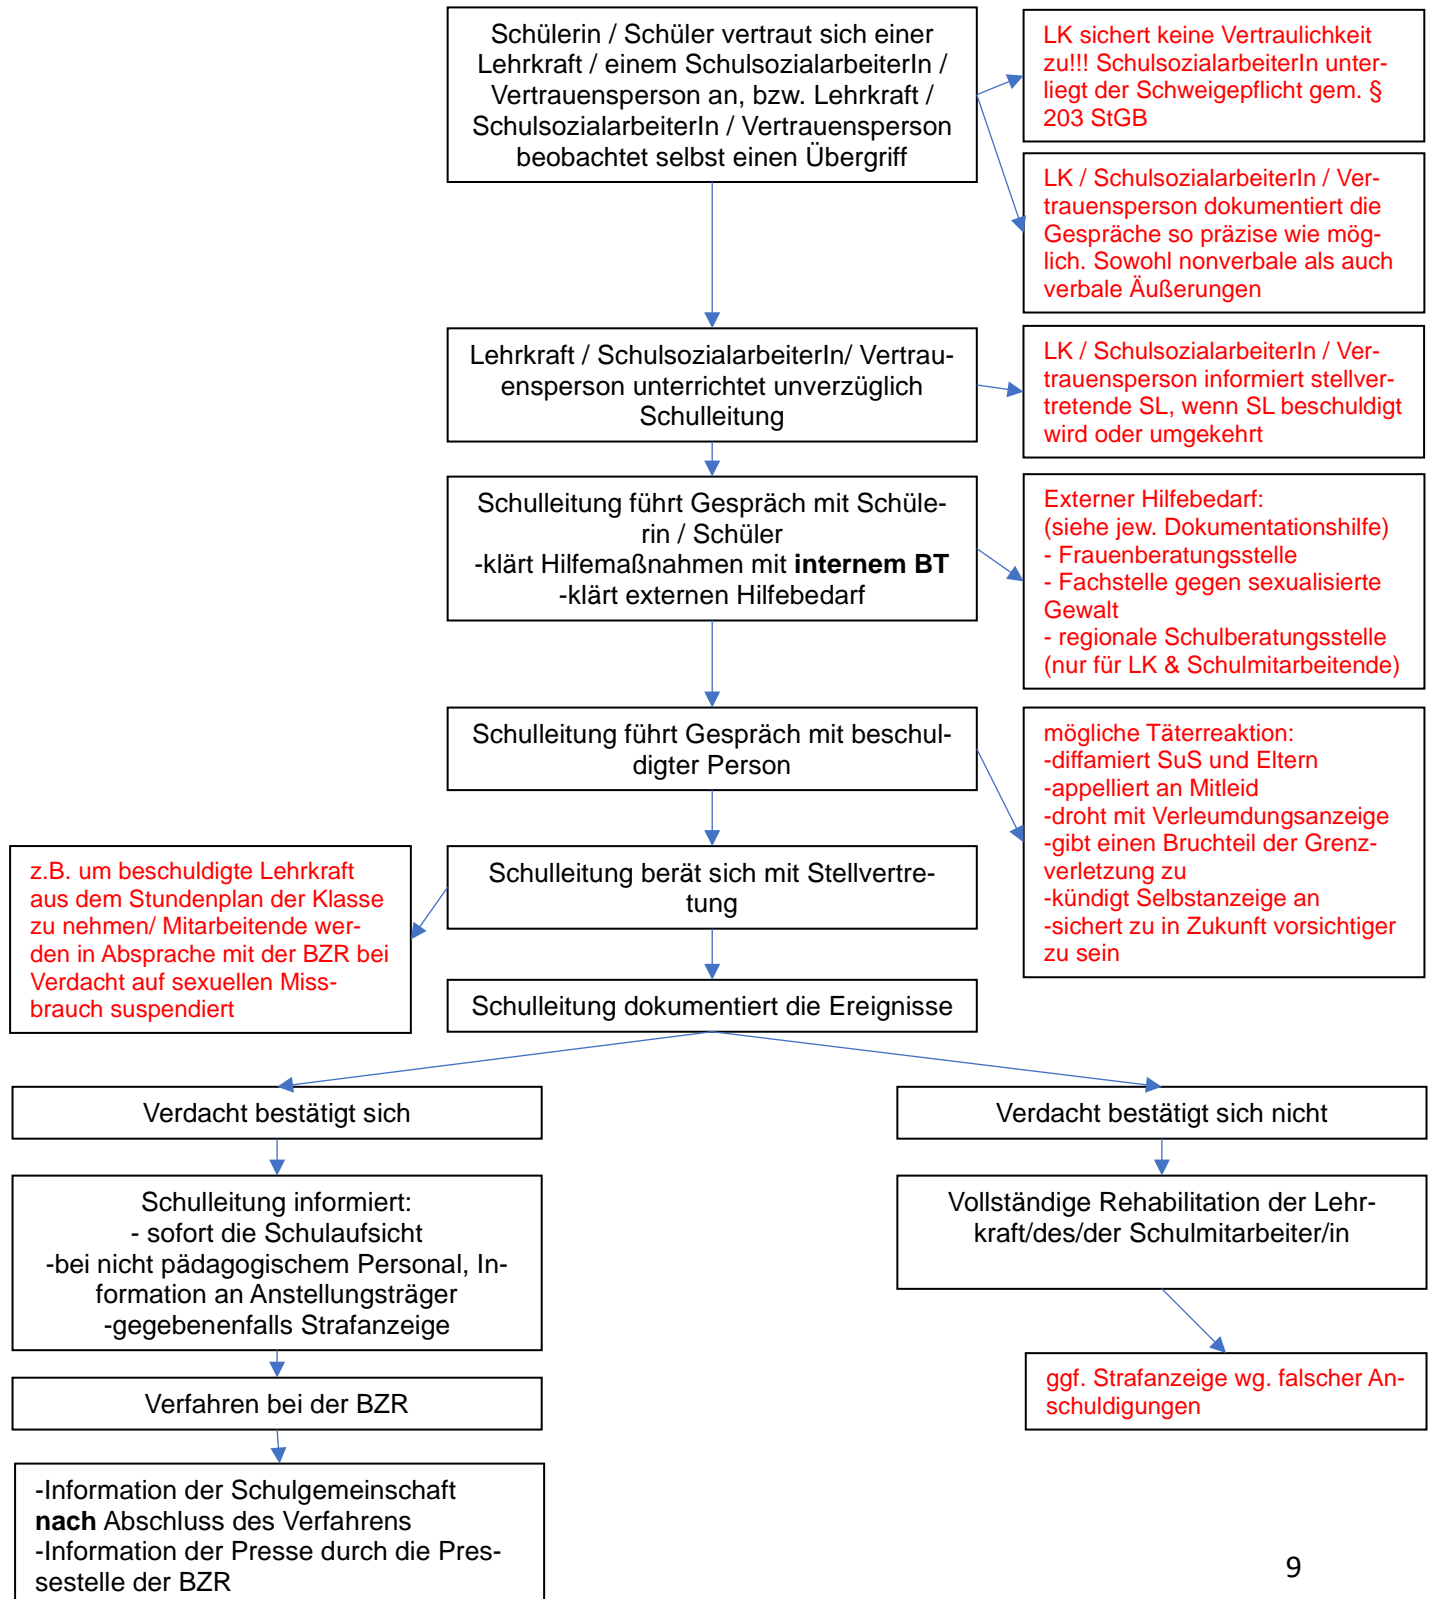 Schülerin / Schüler vertraut sich einer
Lehrkraft / einem SchulsozialarbeiterIn /
Vertrauensperson an, bzw. Lehrkraft /
SchulsozialarbeiterIn / Vertrauensperson
beobachtet selbst einen Übergriff
LK sichert keine Vertraulichkeit
zu!!! SchulsozialarbeiterIn unter-
liegt der Schweigepflicht gem. §
203 StGB
LK / SchulsozialarbeiterIn / Ver-
trauensperson dokumentiert die
Gespräche so präzise wie mög-
lich. Sowohl nonverbale als auch
verbale Äußerungen
Lehrkraft / SchulsozialarbeiterIn/ Vertrau-
ensperson unterrichtet unverzüglich
Schulleitung
LK / SchulsozialarbeiterIn / Ver-
trauensperson informiert stellver-
tretende SL, wenn SL beschuldigt
wird oder umgekehrt
Schulleitung führt Gespräch mit Schüle-
rin / Schüler
-klärt Hilfemaßnahmen mit internem BT
-klärt externen Hilfebedarf
Externer Hilfebedarf:
(siehe jew. Dokumentationshilfe)
- Frauenberatungsstelle
- Fachstelle gegen sexualisierte
Gewalt
- regionale Schulberatungsstelle
(nur für LK & Schulmitarbeitende)
Schulleitung führt Gespräch mit beschul-
digter Person
mögliche Täterreaktion:
-diffamiert SuS und Eltern
-appelliert an Mitleid
-droht mit Verleumdungsanzeige
-gibt einen Bruchteil der Grenz-
verletzung zu
-kündigt Selbstanzeige an
-sichert zu in Zukunft vorsichtiger
zu sein
Schulleitung berät sich mit Stellvertre-
tung
z.B. um beschuldigte Lehrkraft
aus dem Stundenplan der Klasse
zu nehmen/ Mitarbeitende wer-
den in Absprache mit der BZR bei
Verdacht auf sexuellen Miss-
brauch suspendiert
Schulleitung dokumentiert die Ereignisse
Verdacht bestätigt sich
Schulleitung informiert:
- sofort die Schulaufsicht
-bei nicht pädagogischem Personal, In-
formation an Anstellungsträger
-gegebenenfalls Strafanzeige
Verfahren bei der BZR
-Information der Schulgemeinschaft
nach Abschluss des Verfahrens
-Information der Presse durch die Pres-
sestelle der BZR
Verdacht bestätigt sich nicht
Vollständige Rehabilitation der Lehr-
kraft/des/der Schulmitarbeiter/in
ggf. Strafanzeige wg. falscher An-
schuldigungen
9